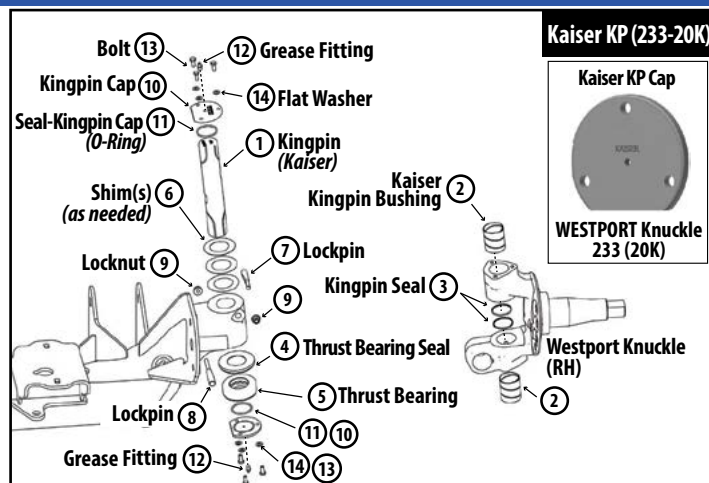 Kaiser KP (233-20K)
Bolt 13
12 Grease Fitting
Kingpin Cap 10
14 Flat Washer
Seal-Kingpin Cap 11
(O-Ring)
1 Kingpin
(Kaiser)
Shim(s) 6
(as needed)
7 Lockpin
Locknut 9
9
4 Thrust Bearing Seal
5 Thrust Bearing
Lockpin 8
11 10
Grease Fitting 12
14 13
Kaiser
Kingpin Bushing
2
Kingpin Seal 3
Westport Knuckle
(RH)
2
Kaiser KP Cap
KAISER
WESTPORT Knuckle
233 (20K)